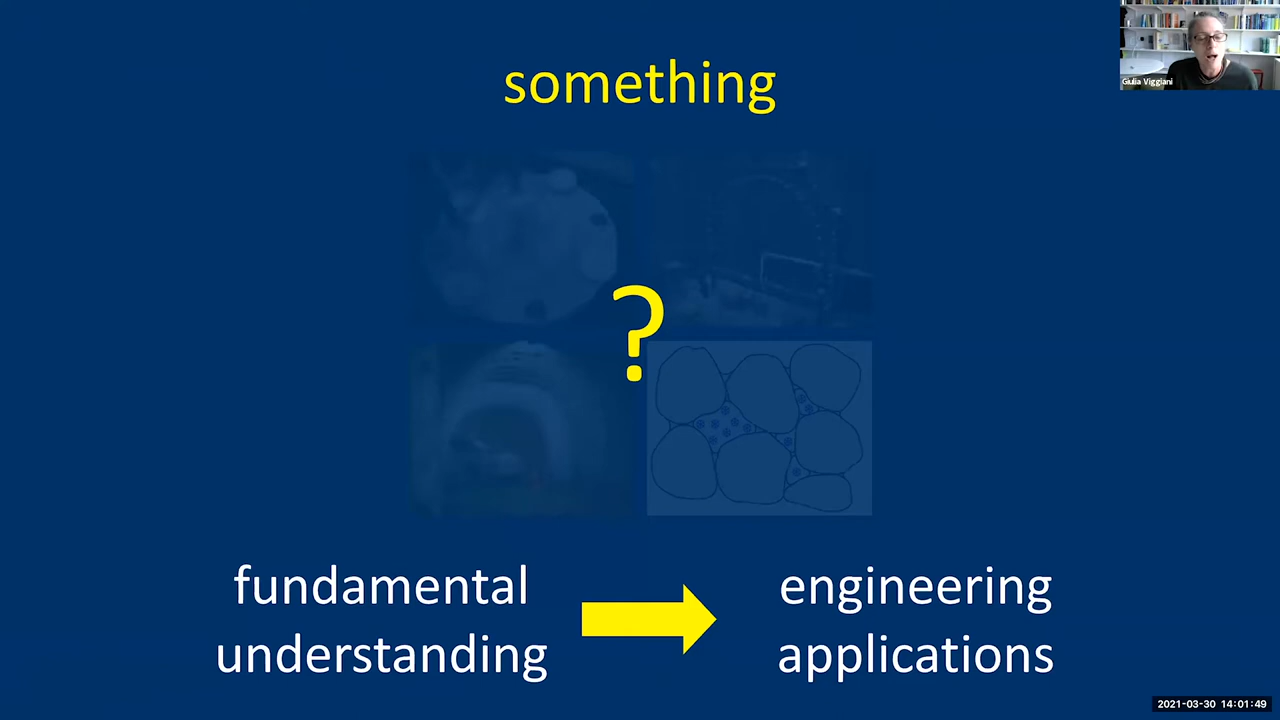 something
Giulia Viggiani
?
fundamental
understanding
engineering
applications
2021-03-30 14:01:49